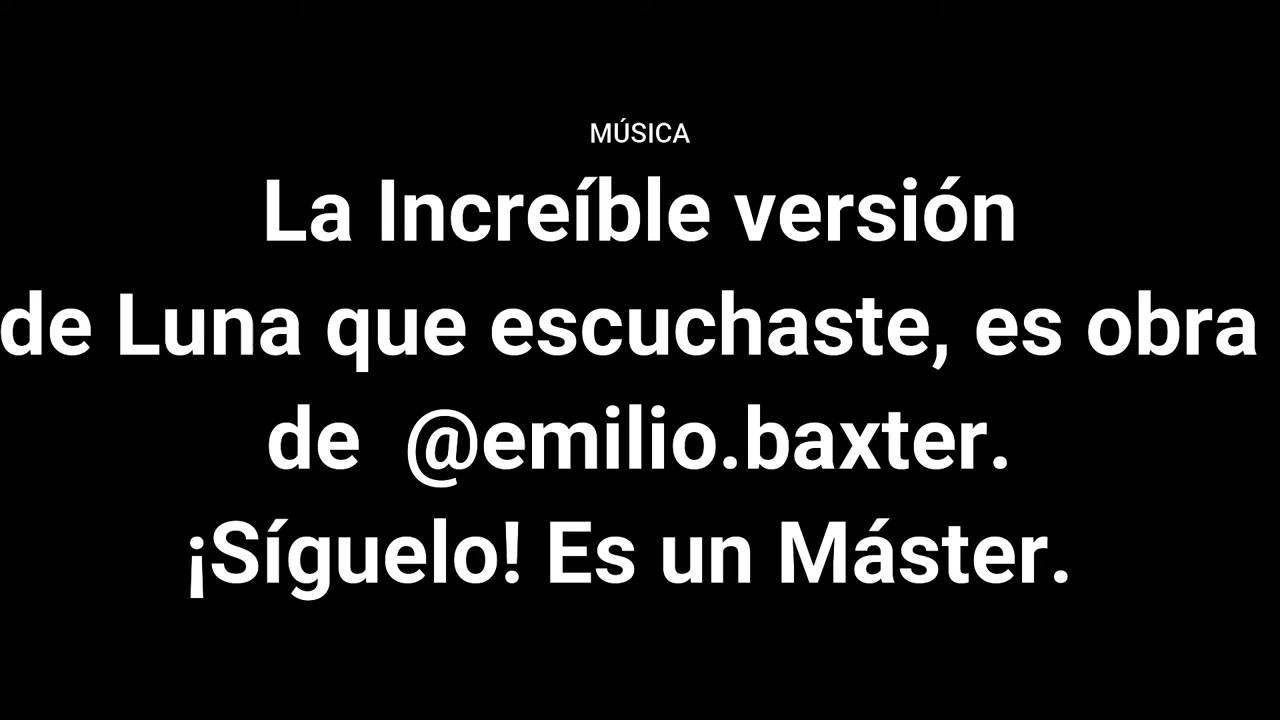 MÚSICA
La Increíble versión
de Luna que escuchaste, es obra
de @emilio.baxter.
¡Síguelo! Es un Máster.